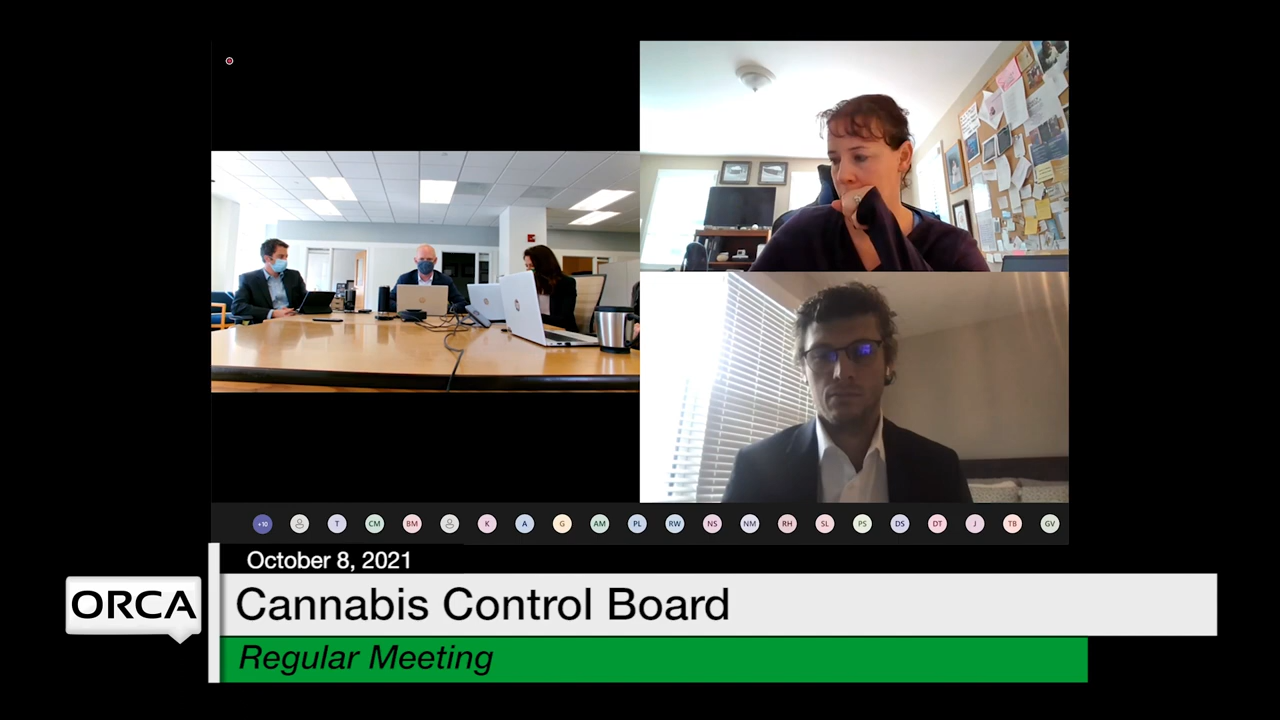 +10 T CM BM K A G AM PL RW NS NM RH SL PS DS DT J TB GV
October 8, 2021
ORCA
Cannabis Control Board
Regular Meeting